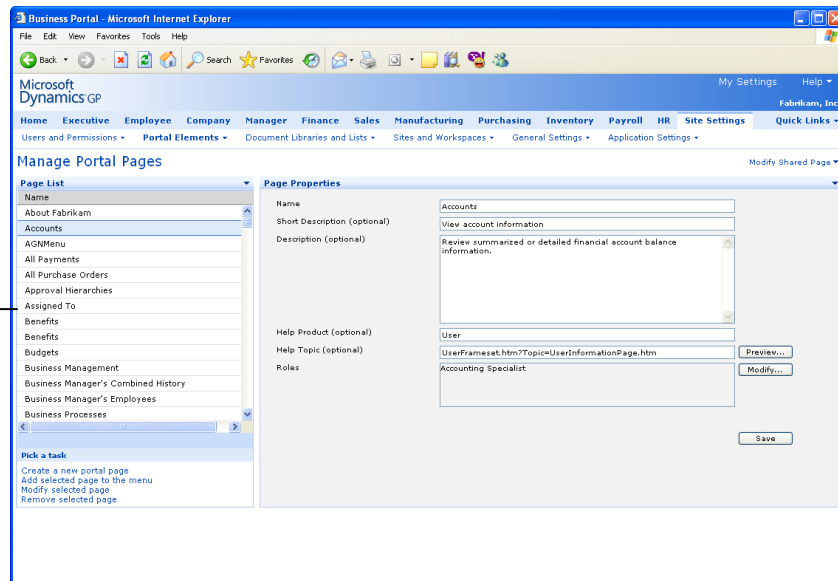 Business Portal - Microsoft Internet Explorer
File Edit View Favorites Tools Help
Back Search Favorites
Microsoft
Dynamics GP
My Settings Help
Fabrikam, Inc
Home Executive Employee Company Manager Finance Sales Manufacturing Purchasing Inventory Payroll HR Site Settings Quick Links
Users and Permissions Portal Elements Document Libraries and Lists Sites and Workspaces General Settings Application Settings
Manage Portal Pages
Modify Shared Page
Page List
Name
About Fabrikam
Accounts
AGNMenu
All Payments
All Purchase Orders
Approval Hierarchies
Assigned To
Benefits
Benefits
Budgets
Business Management
Business Manager's Combined History
Business Manager's Employees
Business Processes
Pick a task
Create a new portal page
Add selected page to the menu
Modify selected page
Remove selected page
Page Properties
Name Accounts
Short Description (optional) View account information
Description (optional) Review summarized or detailed financial account balance
information.
Help Product (optional) User
Help Topic (optional) UserFrameset.htm?Topic=UserInformationPage.htm Preview...
Roles Accounting Specialist Modify...
Save